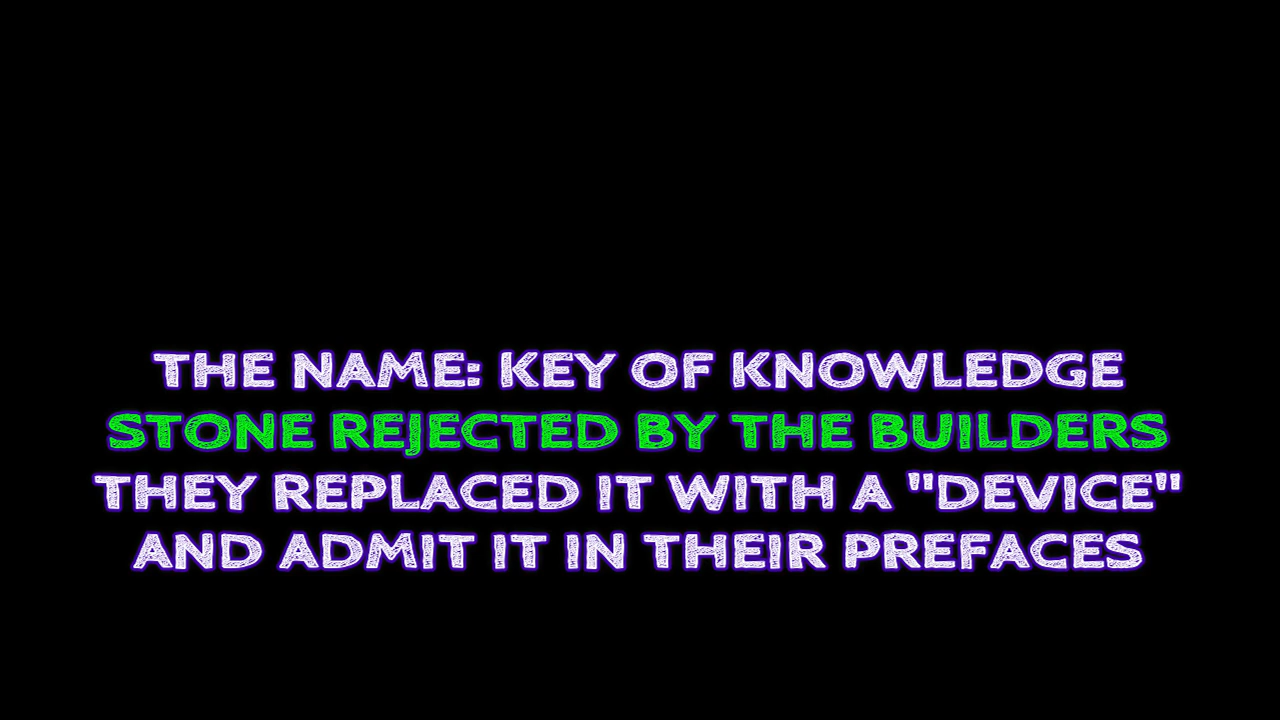 THE NAME: KEY OF KNOWLEDGE
STONE REJECTED BY THE BUILDERS
THEY REPLACED IT WITH A "DEVICE"
AND ADMIT IT IN THEIR PREFACES